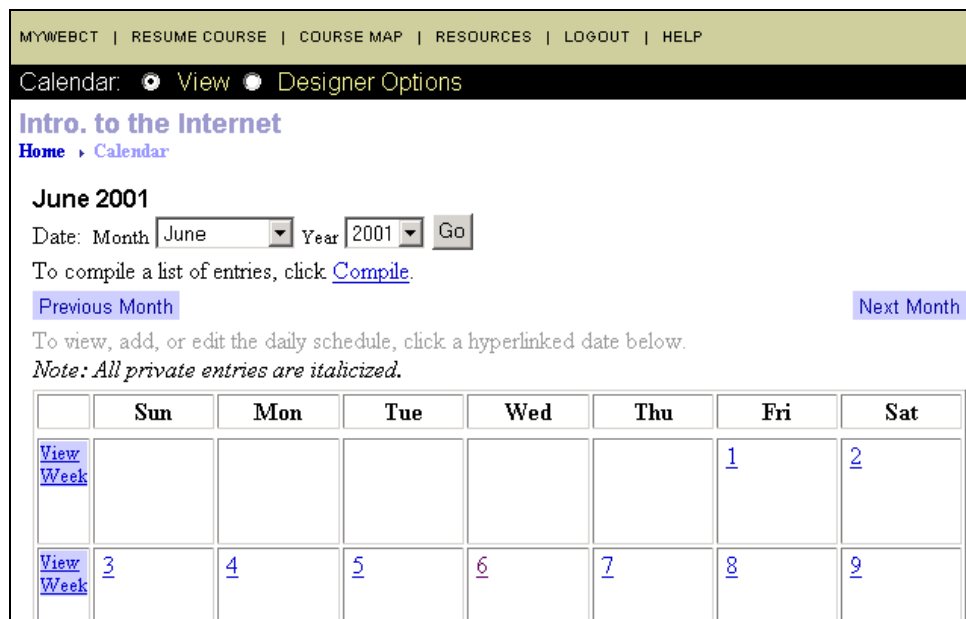 MYWEBCT | RESUME COURSE | COURSE MAP | RESOURCES | LOGOUT | HELP
Calendar: View Designer Options
Intro. to the Internet
Home Calendar
June 2001
Date: Month June Year 2001 Go
To compile a list of entries, click Compile.
Previous Month Next Month
To view, add, or edit the daily schedule, click a hyperlinked date below.
Note: All private entries are italicized.
Sun Mon Tue Wed Thu Fri Sat
View Week 1 2
View Week 3 4 5 6 7 8 9